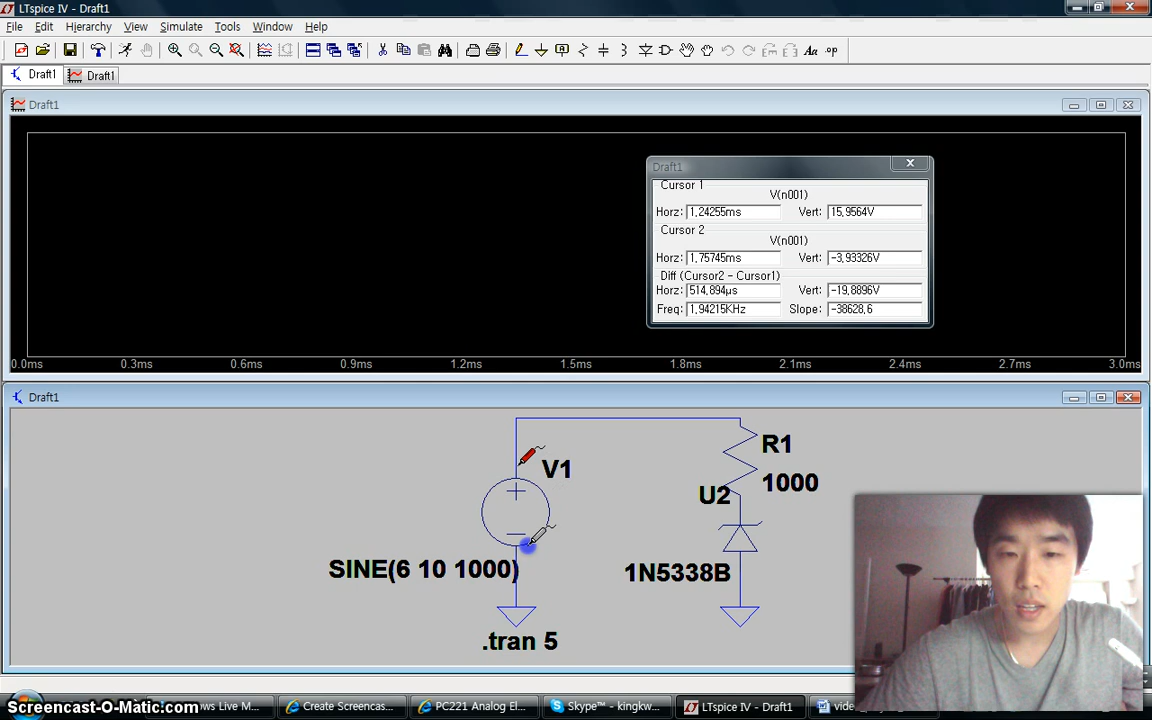 LTspice IV - Draft1
File Edit Hierarchy View Simulate Tools Window Help
Aa .op
Draft1 Draft1
Draft1
Draft1
Cursor 1
V(n001)
Horz: 1,24255ms Vert: 15,9564V
Cursor 2
V(n001)
Horz: 1,75745ms Vert: -3,93326V
Diff (Cursor2 - Cursor1)
Horz: 514,894µs Vert: -19,8896V
Freq: 1,94215KHz Slope: -38628,6
0.0ms 0.3ms 0.6ms 0.9ms 1.2ms 1.5ms 1.8ms 2.1ms 2.4ms 2.7ms 3.0ms
Draft1
R1
V1
1000
U2
SINE(6 10 1000)
1N5338B
.tran 5
Screencast-O-Matic.com
ws Live M... Create Screencas... PC221 Analog El... Skype™ - kingkw... LTspice IV - Draft1